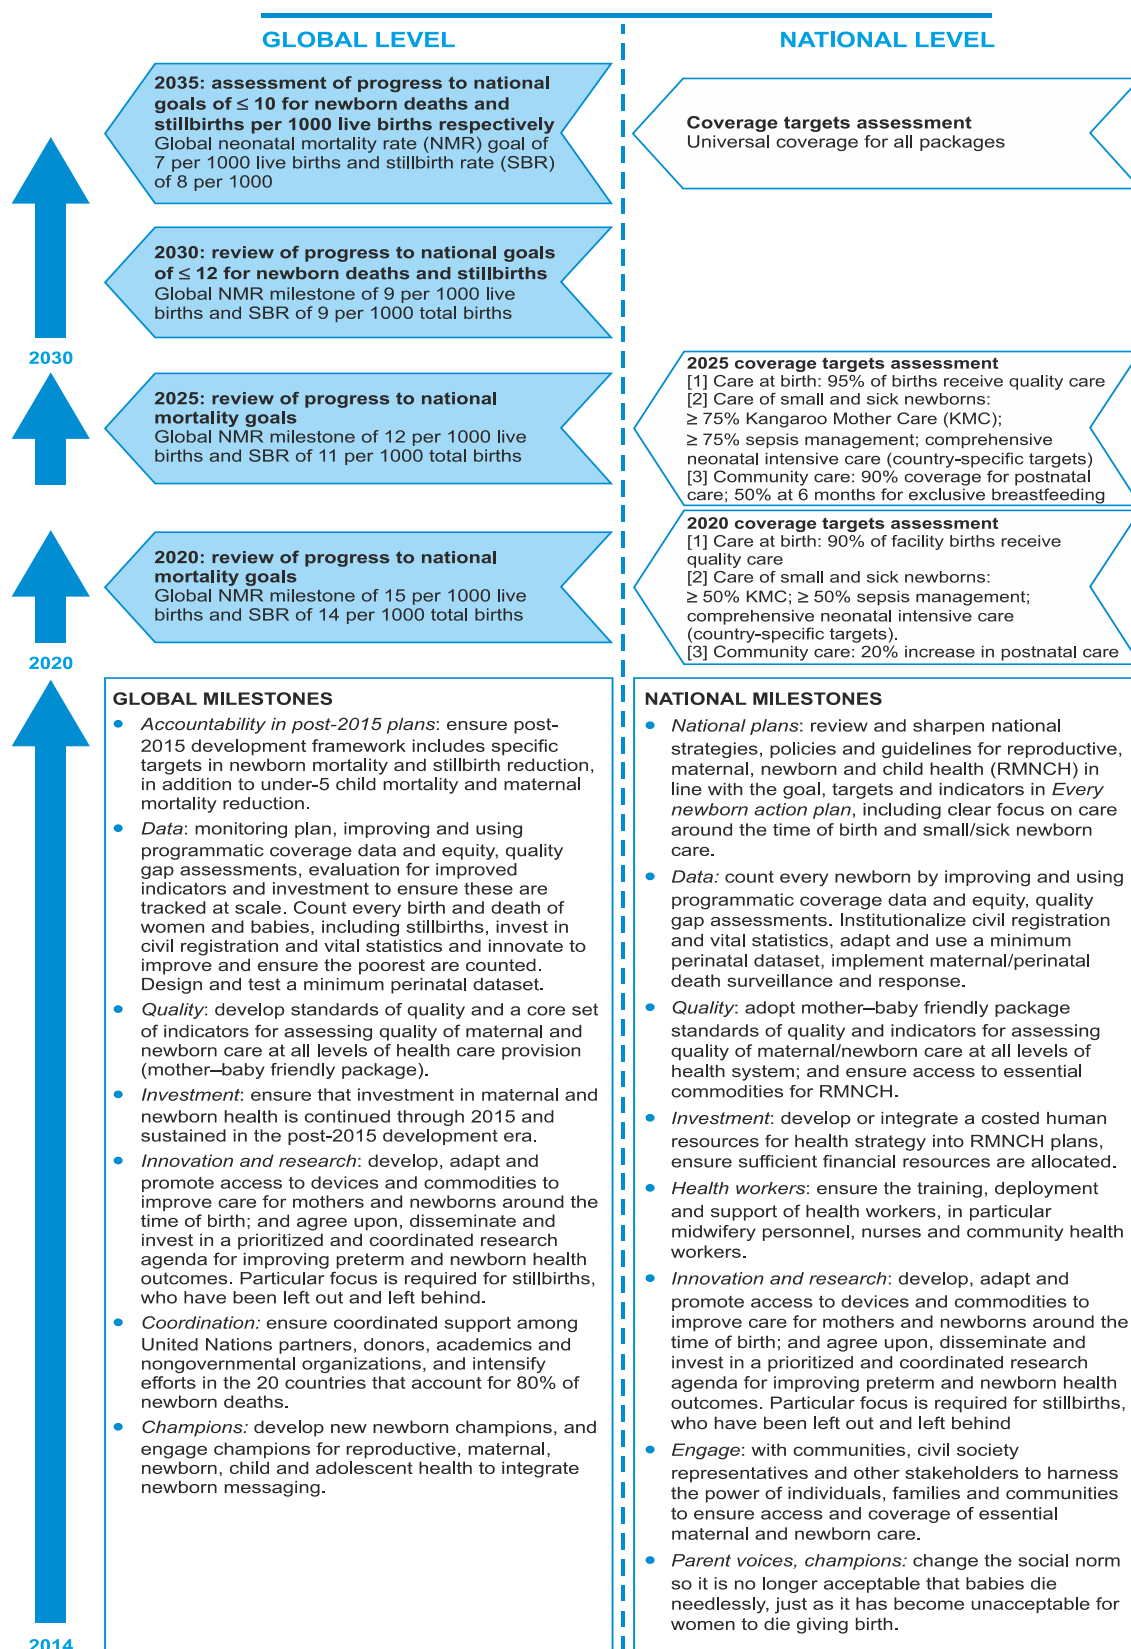 GLOBAL LEVEL
NATIONAL LEVEL
2035: assessment of progress to national
goals of ≤ 10 for newborn deaths and
stillbirths per 1000 live births respectively
Global neonatal mortality rate (NMR) goal of
7 per 1000 live births and stillbirth rate (SBR)
of 8 per 1000
Coverage targets assessment
Universal coverage for all packages
2030: review of progress to national goals
of ≤ 12 for newborn deaths and stillbirths
Global NMR milestone of 9 per 1000 live
births and SBR of 9 per 1000 total births
2030
2025: review of progress to national
mortality goals
Global NMR milestone of 12 per 1000 live
births and SBR of 11 per 1000 total births
2025 coverage targets assessment
[1] Care at birth: 95% of births receive quality care
[2] Care of small and sick newborns:
≥ 75% Kangaroo Mother Care (KMC);
≥ 75% sepsis management; comprehensive
neonatal intensive care (country-specific targets)
[3] Community care: 90% coverage for postnatal
care; 50% at 6 months for exclusive breastfeeding
2020: review of progress to national
mortality goals
Global NMR milestone of 15 per 1000 live
births and SBR of 14 per 1000 total births
2020 coverage targets assessment
[1] Care at birth: 90% of facility births receive
quality care
[2] Care of small and sick newborns:
≥ 50% KMC; ≥ 50% sepsis management;
comprehensive neonatal intensive care
(country-specific targets).
[3] Community care: 20% increase in postnatal care
2020
GLOBAL MILESTONES
• Accountability in post-2015 plans: ensure post-
2015 development framework includes specific
targets in newborn mortality and stillbirth reduction,
in addition to under-5 child mortality and maternal
mortality reduction.
• Data: monitoring plan, improving and using
programmatic coverage data and equity, quality
gap assessments, evaluation for improved
indicators and investment to ensure these are
tracked at scale. Count every birth and death of
women and babies, including stillbirths, invest in
civil registration and vital statistics and innovate to
improve and ensure the poorest are counted.
Design and test a minimum perinatal dataset.
• Quality: develop standards of quality and a core set
of indicators for assessing quality of maternal and
newborn care at all levels of health care provision
(mother–baby friendly package).
• Investment: ensure that investment in maternal and
newborn health is continued through 2015 and
sustained in the post-2015 development era.
• Innovation and research: develop, adapt and
promote access to devices and commodities to
improve care for mothers and newborns around the
time of birth; and agree upon, disseminate and
invest in a prioritized and coordinated research
agenda for improving preterm and newborn health
outcomes. Particular focus is required for stillbirths,
who have been left out and left behind.
• Coordination: ensure coordinated support among
United Nations partners, donors, academics and
nongovernmental organizations, and intensify
efforts in the 20 countries that account for 80% of
newborn deaths.
• Champions: develop new newborn champions, and
engage champions for reproductive, maternal,
newborn, child and adolescent health to integrate
newborn messaging.
NATIONAL MILESTONES
• National plans: review and sharpen national
strategies, policies and guidelines for reproductive,
maternal, newborn and child health (RMNCH) in
line with the goal, targets and indicators in Every
newborn action plan, including clear focus on care
around the time of birth and small/sick newborn
care.
• Data: count every newborn by improving and using
programmatic coverage data and equity, quality
gap assessments. Institutionalize civil registration
and vital statistics, adapt and use a minimum
perinatal dataset, implement maternal/perinatal
death surveillance and response.
• Quality: adopt mother–baby friendly package
standards of quality and indicators for assessing
quality of maternal/newborn care at all levels of
health system; and ensure access to essential
commodities for RMNCH.
• Investment: develop or integrate a costed human
resources for health strategy into RMNCH plans,
ensure sufficient financial resources are allocated.
• Health workers: ensure the training, deployment
and support of health workers, in particular
midwifery personnel, nurses and community health
workers.
• Innovation and research: develop, adapt and
promote access to devices and commodities to
improve care for mothers and newborns around the
time of birth; and agree upon, disseminate and
invest in a prioritized and coordinated research
agenda for improving preterm and newborn health
outcomes. Particular focus is required for stillbirths,
who have been left out and left behind
• Engage: with communities, civil society
representatives and other stakeholders to harness
the power of individuals, families and communities
to ensure access and coverage of essential
maternal and newborn care.
• Parent voices, champions: change the social norm
so it is no longer acceptable that babies die
needlessly, just as it has become unacceptable for
women to die giving birth.
2014